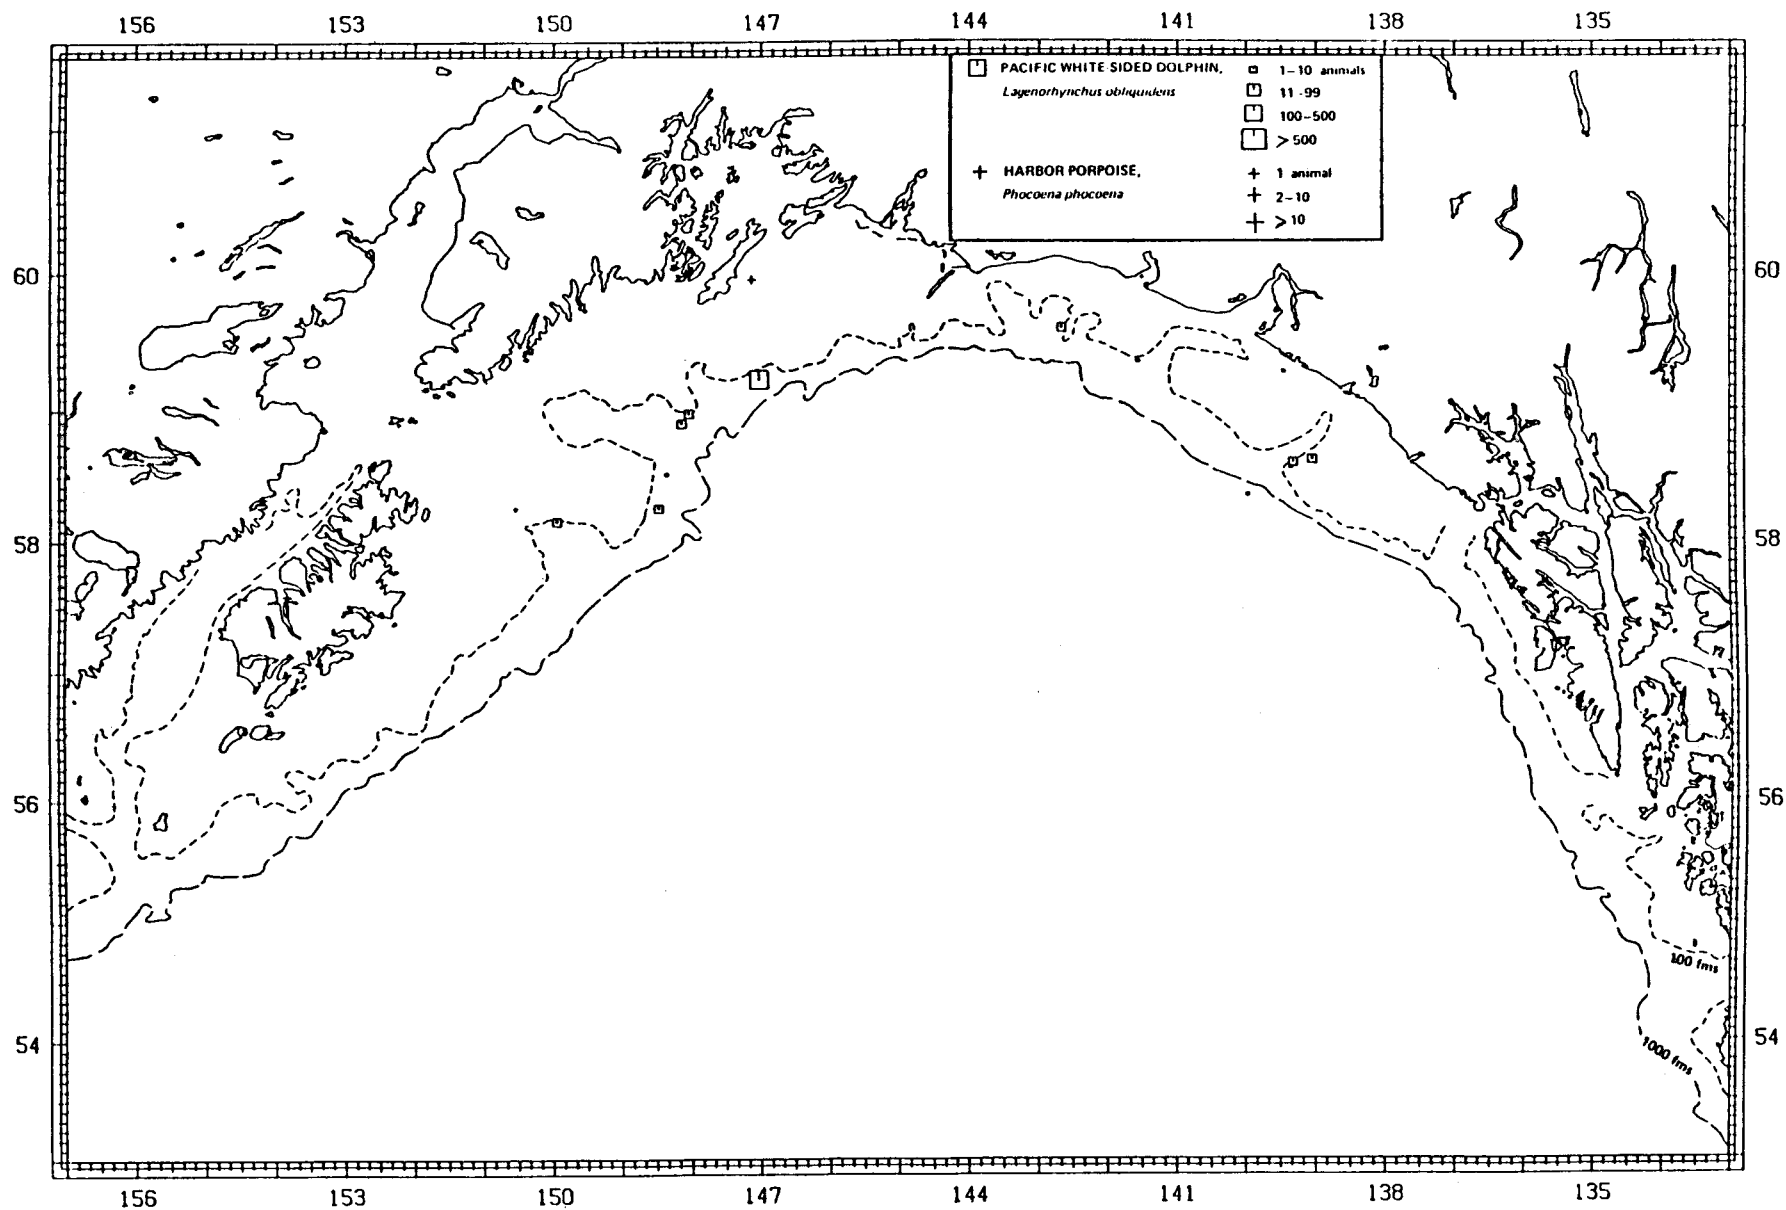 156 153 150 147 144 141 138 135
PACIFIC WHITE SIDED DOLPHIN,
Lagenorhynchus obliquidens
1-10 animals
11-99
100-500
>500
HARBOR PORPOISE,
Phocoena phocoena
1 animal
2-10
>10
60 60
58 58
56 56
100 fms
54 54
1000 fms
156 153 150 147 144 141 138 135